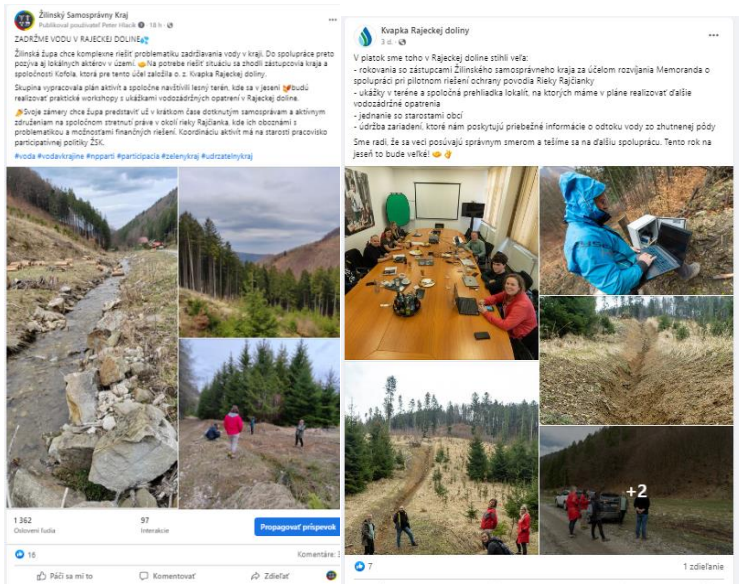 Žilinský Samosprávny Kraj
Publikoval používateľ Peter Hlecik · 18 h ·
ZADRŽME VODU V RAJECKEJ DOLINE
Žilinská župa chce komplexne riešiť problematiku zadržiavania vody v kraji. Do spolupráce preto
pozýva aj lokálnych aktérov v území. Na potrebe riešiť situáciu sa zhodli zástupcovia kraja a
spoločnosti Kofola, ktorá pre tento účel založila o. z. Kvapka Rajeckej doliny.
Skupina vypracovala plán aktivít a spoločne navštívili lesný terén, kde sa v jeseni budú
realizovať praktické workshopy s ukážkami vodozádržných opatrení v Rajeckej doline.
Svoje zámery chce župa predstaviť už v krátkom čase dotknutým samosprávam a aktívnym
združeniam na spoločnom stretnutí práve v okolí rieky Rajčianka, kde ich oboznámi s
problematikou a možnosťami finančných riešení. Koordináciu aktivít má na starosti pracovisko
participatívnej politiky ŽSK.
#voda #vodavkrajine #npparti #participacia #zelenykraj #udrzatelnykraj
1 362
Oslovení ľudia
97
Interakcie
Propagovať príspevok
16
Komentáre: 3
Páči sa mi to
Komentovať
Zdieľať
Kvapka Rajeckej doliny
3 d ·
V piatok sme toho v Rajeckej doline stihli veľa:
- rokovania so zástupcami Žilinského samosprávneho kraja za účelom rozvíjania Memoranda o
spolupráci pri pilotnom riešení ochrany povodia Rieky Rajčianky
- ukážky v teréne a spoločná prehliadka lokalít, na ktorých máme v pláne realizovať ďalšie
vodozádržné opatrenia
- jednanie so starostami obcí
- údržba zariadení, ktoré nám poskytujú priebežné informácie o odtoku vody zo zhutnenej pôdy
Sme radi, že sa veci posúvajú správnym smerom a tešíme sa na ďalšiu spoluprácu. Tento rok na
jeseň to bude veľké!
+2
7
1 zdieľanie